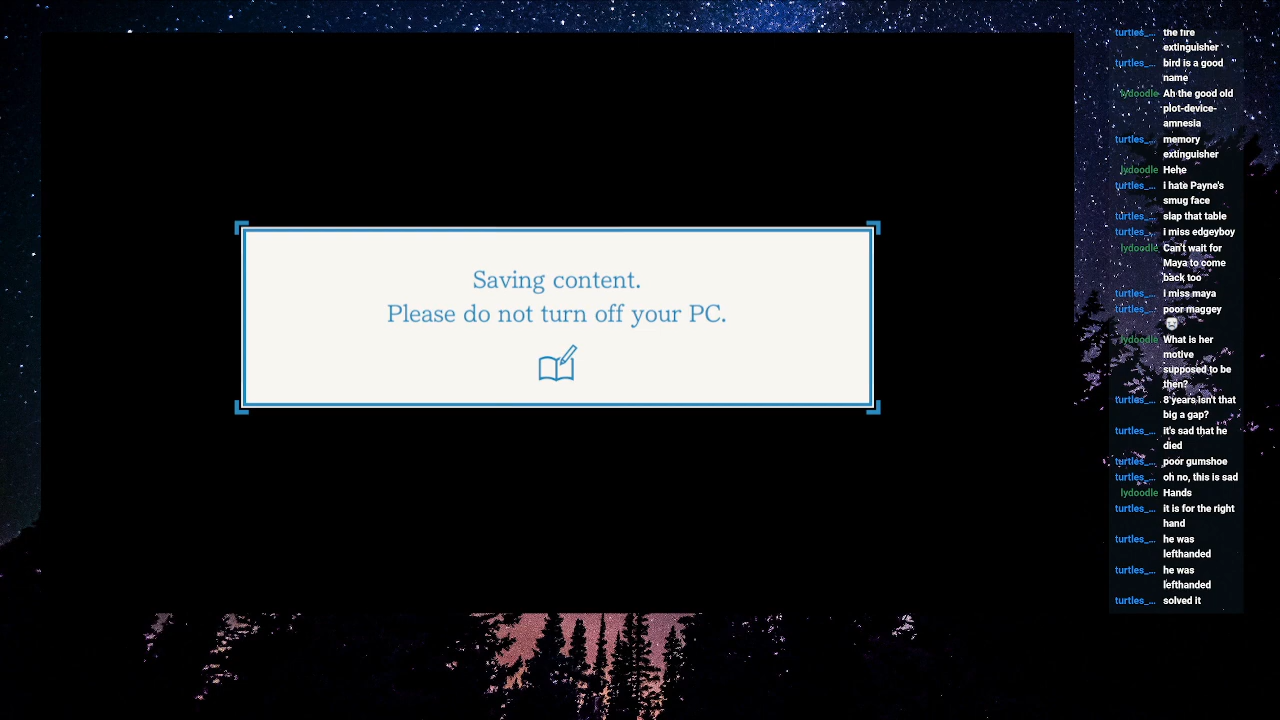 Saving content.
Please do not turn off your PC.
turtles_... the fire
extinguisher
turtles_... bird is a good
name
lydoodle Ah the good old
plot-device-
amnesia
turtles_... memory
extinguisher
lydoodle Hehe
turtles_... i hate Payne's
smug face
turtles_... slap that table
turtles_... i miss edgeyboy
lydoodle Can't wait for
Maya to come
back too
turtles_... I miss maya
turtles_... poor maggey
lydoodle What is her
motive
supposed to be
then?
turtles_... 8 years isn't that
big a gap?
turtles_... it's sad that he
died
turtles_... poor gumshoe
turtles_... oh no, this is sad
lydoodle Hands
turtles_... it is for the right
hand
turtles_... he was
lefthanded
turtles_... he was
lefthanded
turtles_... solved it